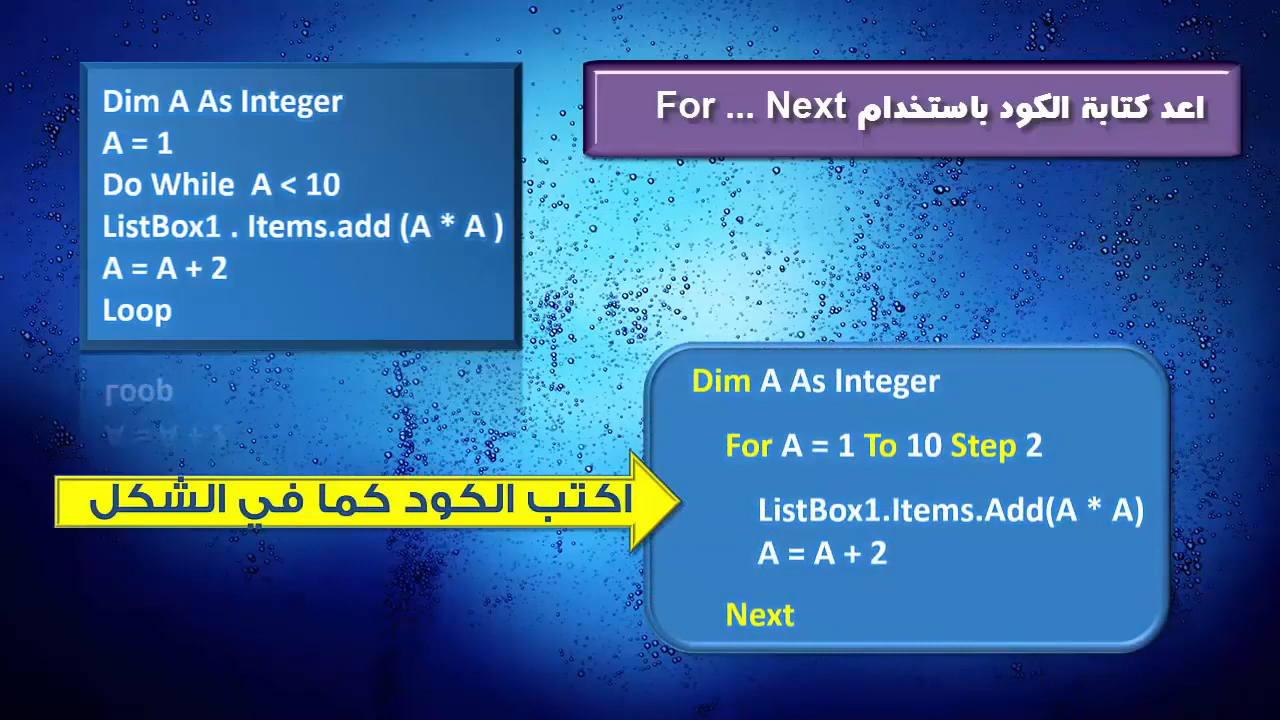 اعد كتابة الكود باستخدام For ... Next
Dim A As Integer
A = 1
Do While A < 10
ListBox1 . Items.add (A * A )
A = A + 2
Loop
اكتب الكود كما في الشكل
Dim A As Integer
For A = 1 To 10 Step 2
ListBox1.Items.Add(A * A)
A = A + 2
Next